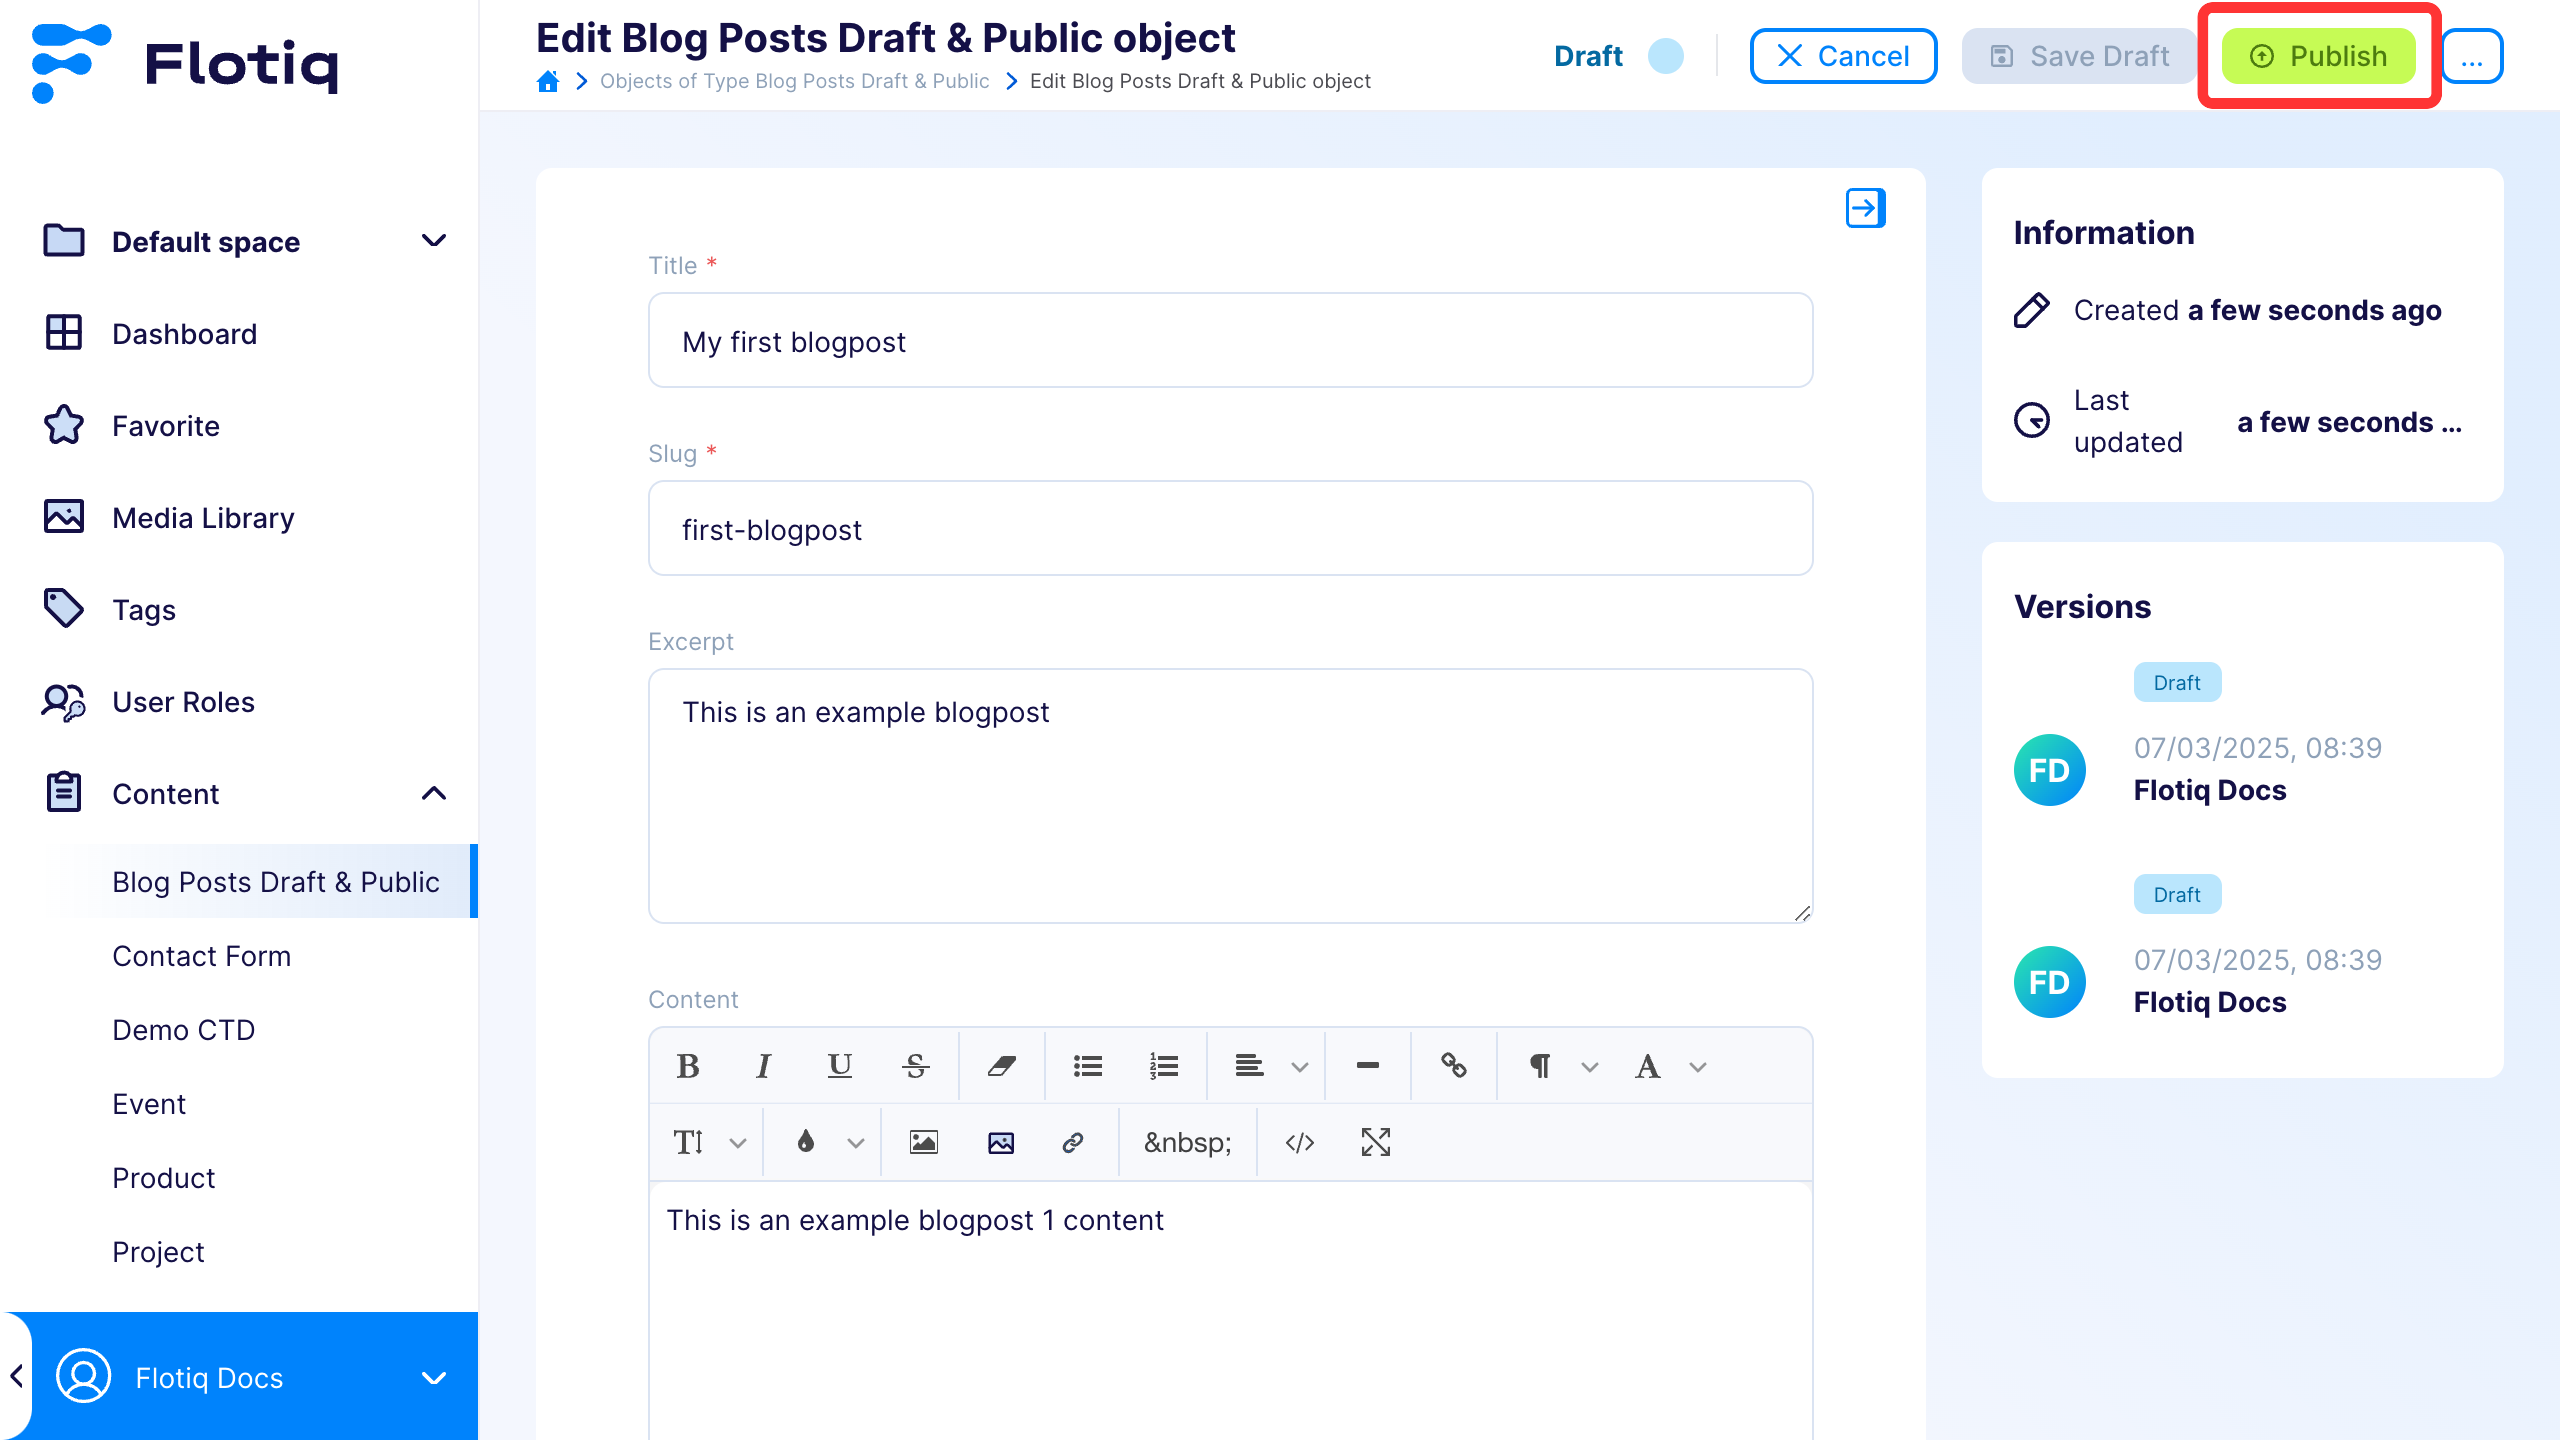 Flotiq
Default space
Dashboard
Favorite
Media Library
Tags
User Roles
Content
Blog Posts Draft & Public
Contact Form
Demo CTD
Event
Product
Project
Flotiq Docs
Edit Blog Posts Draft & Public object
Objects of Type Blog Posts Draft & Public
Edit Blog Posts Draft & Public object
Draft
Cancel
Save Draft
Publish
...
Title *
My first blogpost
Slug *
first-blogpost
Excerpt
This is an example blogpost
Content
&nbsp;
This is an example blogpost 1 content
Information
Created a few seconds ago
Last updated a few seconds ...
Versions
Draft
FD
07/03/2025, 08:39
Flotiq Docs
Draft
FD
07/03/2025, 08:39
Flotiq Docs